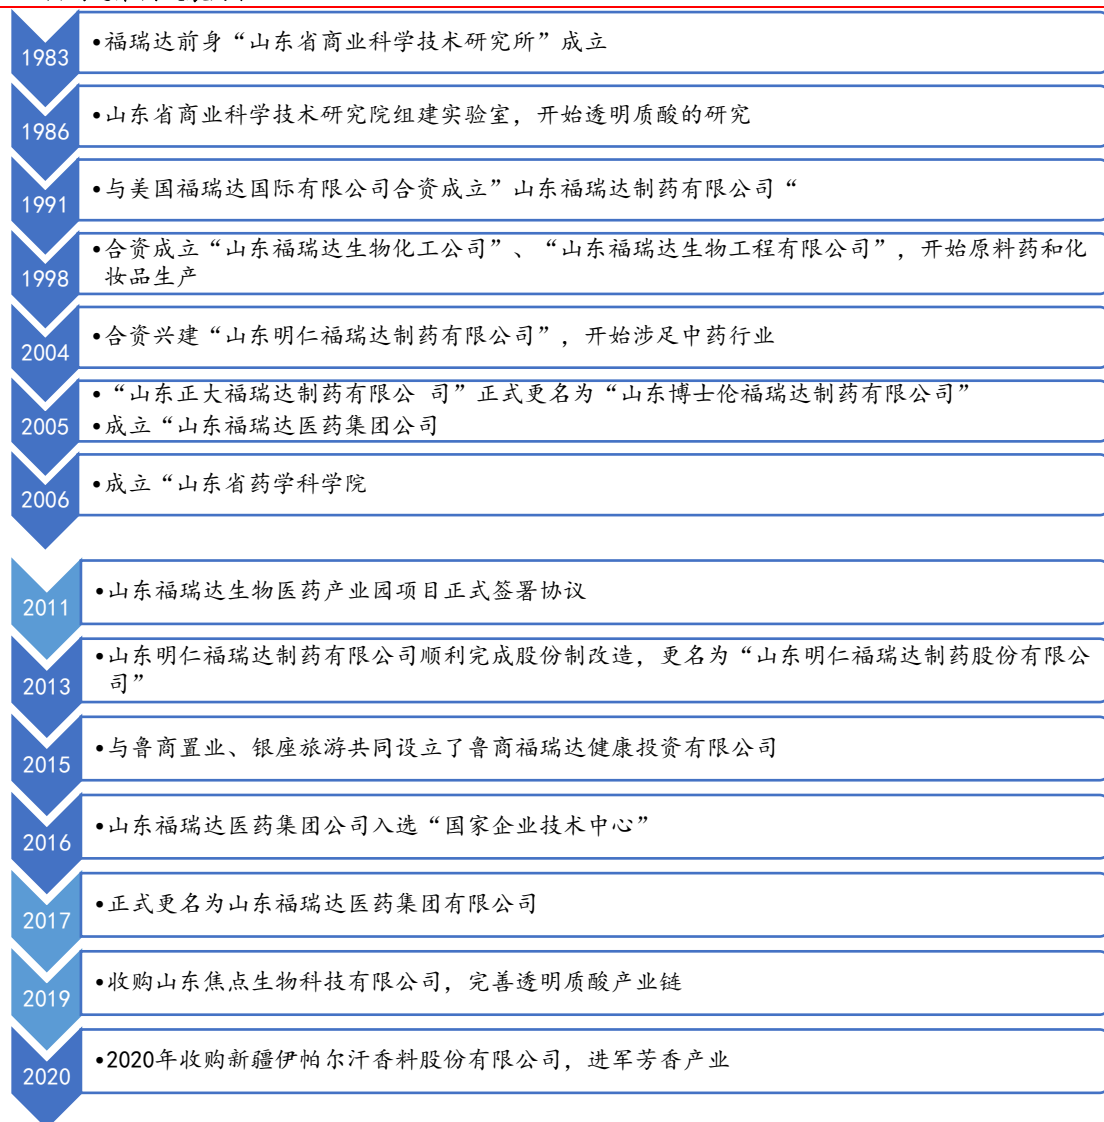 1983
•福瑞达前身“山东省商业科学技术研究所”成立
1986
•山东省商业科学技术研究院组建实验室，开始透明质酸的研究
1991
•与美国福瑞达国际有限公司合资成立”山东福瑞达制药有限公司“
1998
•合资成立“山东福瑞达生物化工公司”、“山东福瑞达生物工程有限公司”，开始原料药和化
妆品生产
2004
•合资兴建“山东明仁福瑞达制药有限公司”，开始涉足中药行业
2005
•“山东正大福瑞达制药有限公 司”正式更名为“山东博士伦福瑞达制药有限公司”
•成立“山东福瑞达医药集团公司
2006
•成立“山东省药学科学院
2011
•山东福瑞达生物医药产业园项目正式签署协议
2013
•山东明仁福瑞达制药有限公司顺利完成股份制改造，更名为“山东明仁福瑞达制药股份有限公
司”
2015
•与鲁商置业、银座旅游共同设立了鲁商福瑞达健康投资有限公司
2016
•山东福瑞达医药集团公司入选“国家企业技术中心”
2017
•正式更名为山东福瑞达医药集团有限公司
2019
•收购山东焦点生物科技有限公司，完善透明质酸产业链
2020
•2020年收购新疆伊帕尔汗香料股份有限公司，进军芳香产业